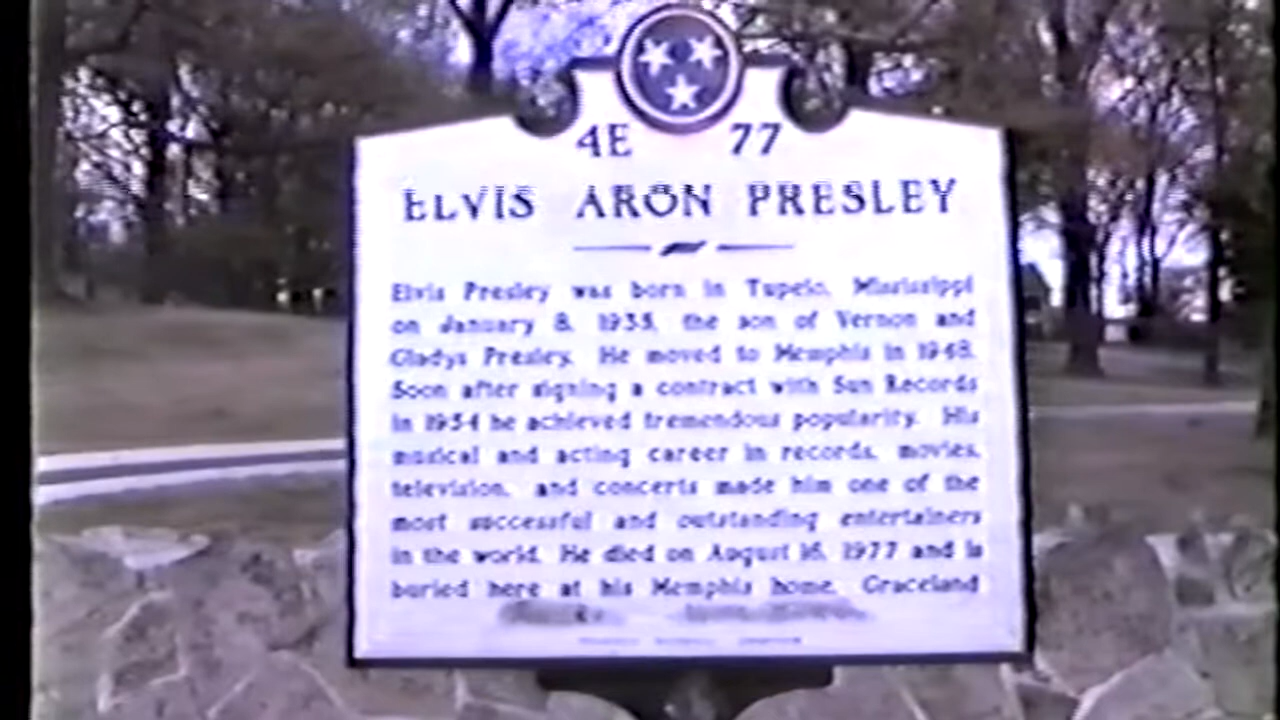 4E 77
ELVIS ARON PRESLEY
Elvis Presley was born in Tupelo, Mississippi
on January 8, 1935, the son of Vernon and
Gladys Presley. He moved to Memphis in 1948.
Soon after signing a contract with Sun Records
in 1954 he achieved tremendous popularity. His
musical and acting career in records, movies,
television, and concerts made him one of the
most successful and outstanding entertainers
in the world. He died on August 16, 1977 and is
buried here at his Memphis home, Graceland